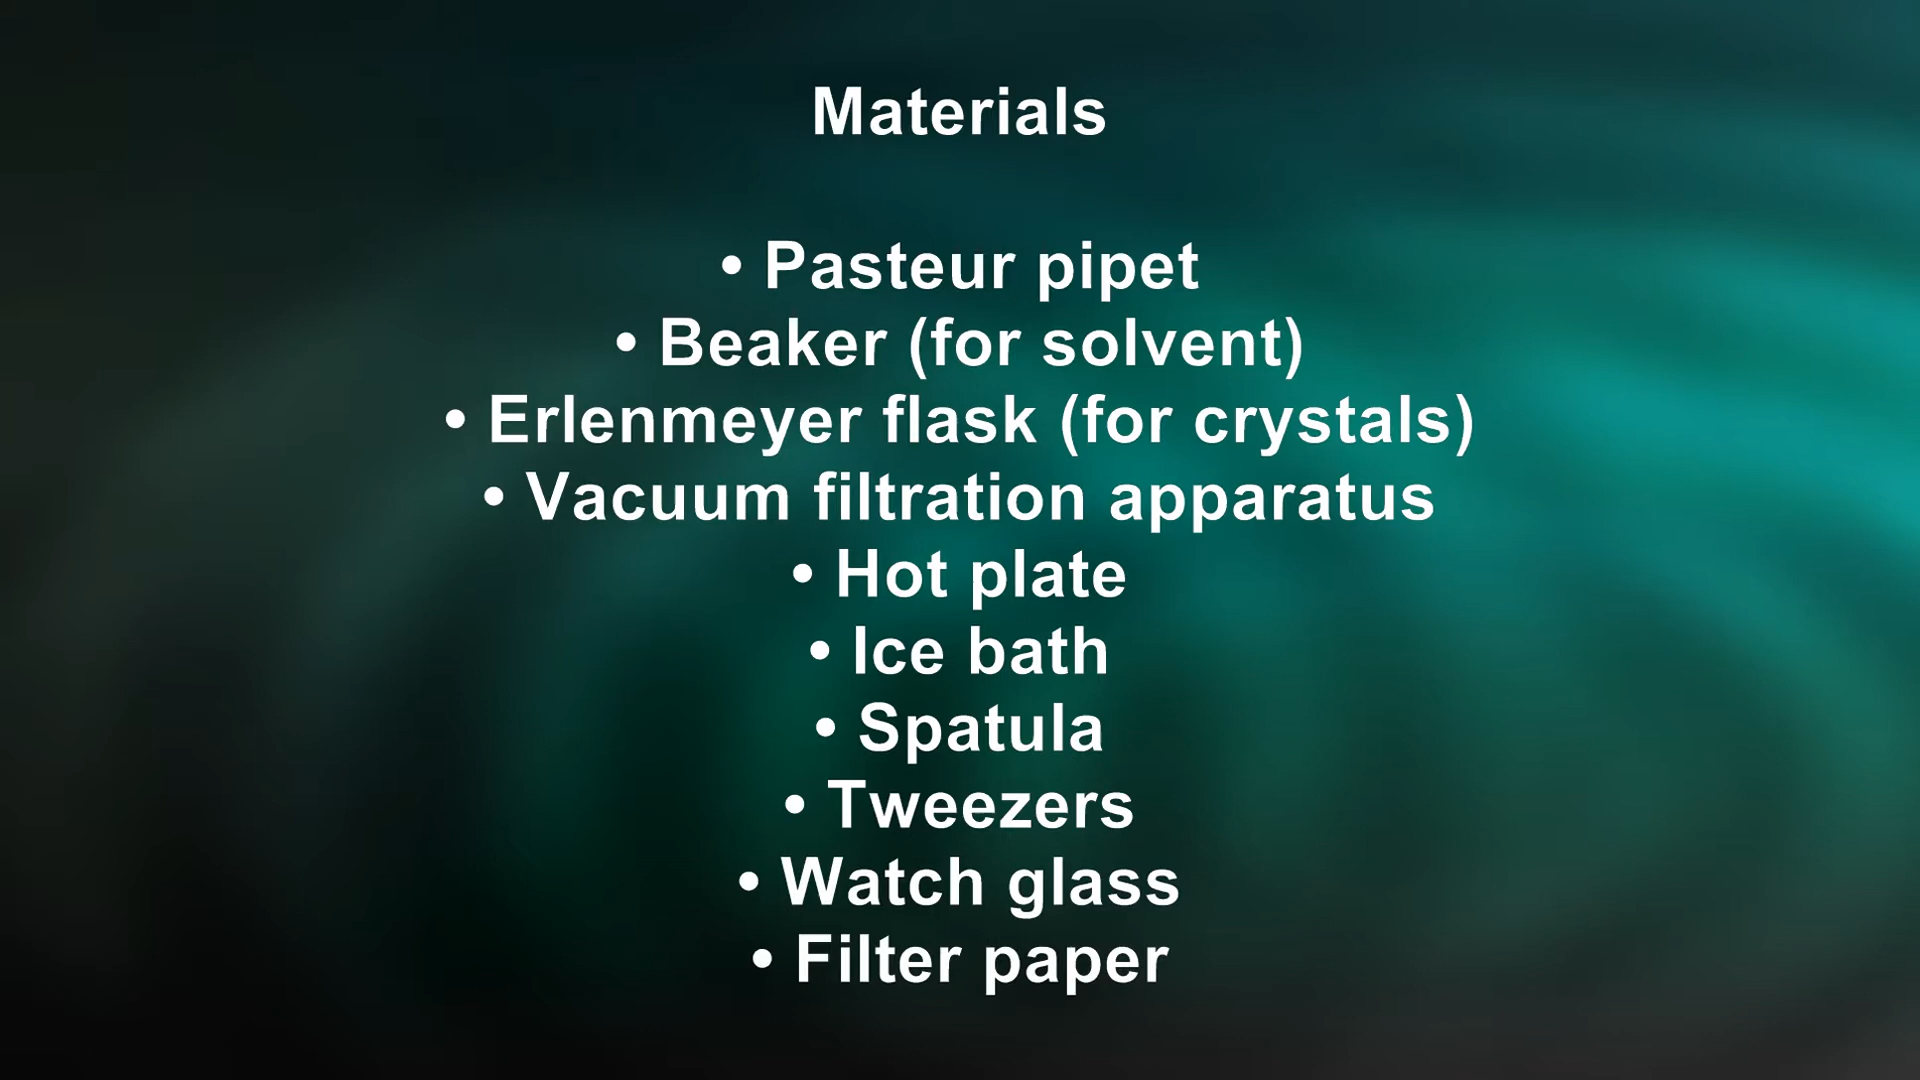 Materials
• Pasteur pipet
• Beaker (for solvent)
• Erlenmeyer flask (for crystals)
• Vacuum filtration apparatus
• Hot plate
• Ice bath
• Spatula
• Tweezers
• Watch glass
• Filter paper